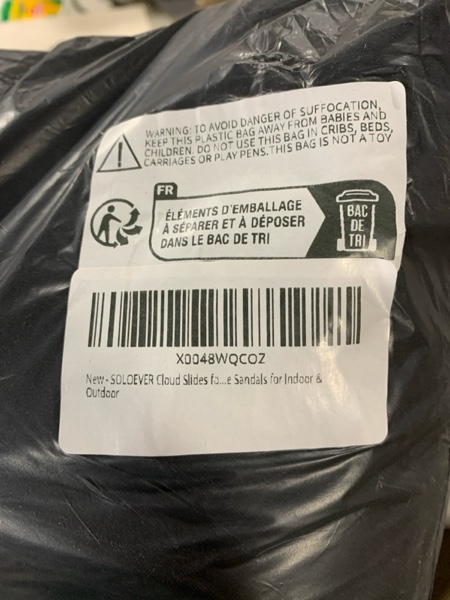 WARNING: TO AVOID DANGER OF SUFFOCATION,
KEEP THIS PLASTIC BAG AWAY FROM BABIES AND
CHILDREN. DO NOT USE THIS BAG IN CRIBS, BEDS,
CARRIAGES OR PLAY PENS. THIS BAG IS NOT A TOY
FR
ÉLÉMENTS D'EMBALLAGE
À SÉPARER ET À DÉPOSER
DANS LE BAC DE TRI
BAC
DE
TRI
X0048WQCOZ
New - SOLOEVER Cloud Slides fo...e Sandals for Indoor &
Outdoor